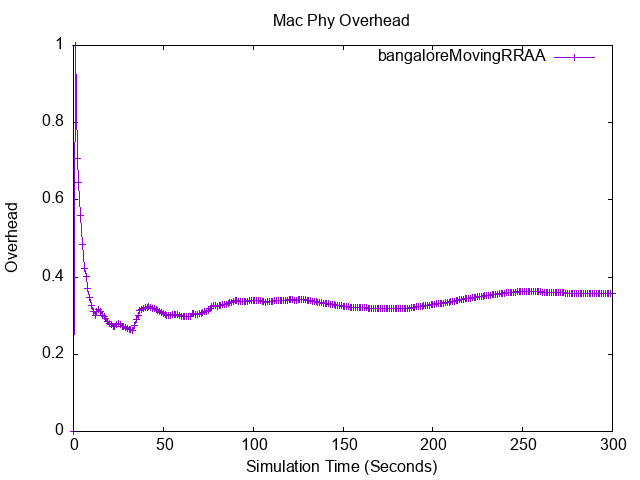 Mac Phy Overhead
bangaloreMovingRRAA
1
0.8
0.6
0.4
0.2
0
Overhead
0 50 100 150 200 250 300
Simulation Time (Seconds)